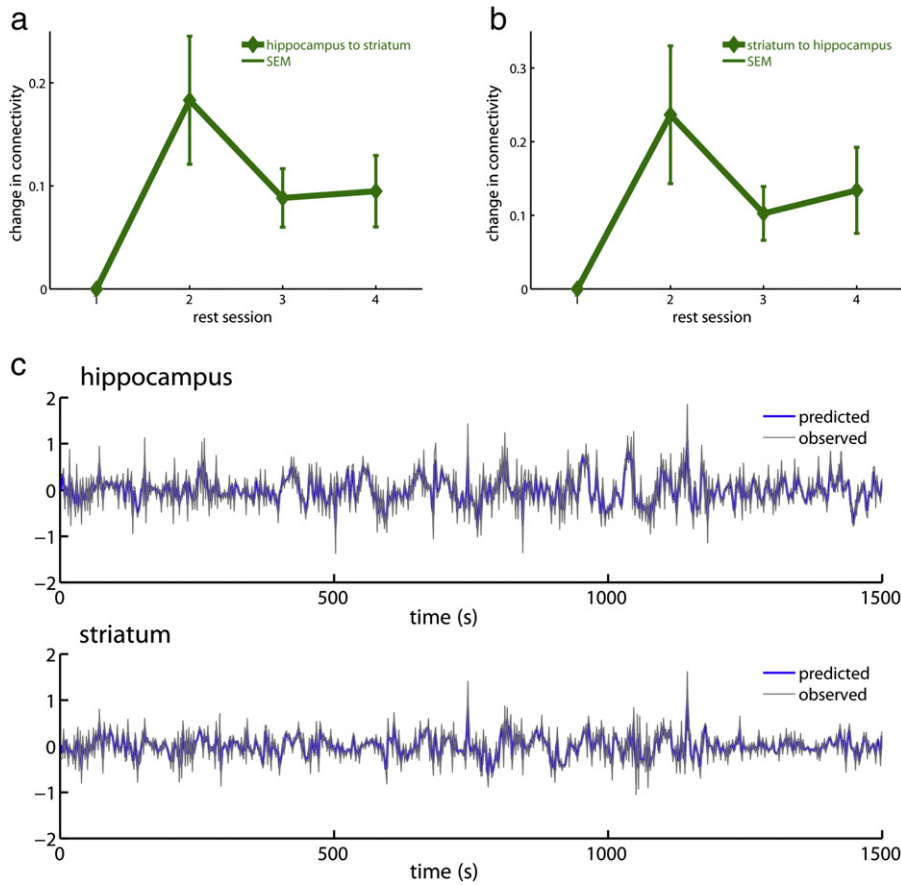 a
hippocampus to striatum
SEM
change in connectivity
0.2
0.1
0
1 2 3 4
rest session
b
striatum to hippocampus
SEM
change in connectivity
0.3
0.2
0.1
0
1 2 3 4
rest session
c
hippocampus
predicted
observed
2
1
0
−1
−2
0 500 1000 1500
time (s)
striatum
predicted
observed
2
1
0
−1
−2
0 500 1000 1500
time (s)